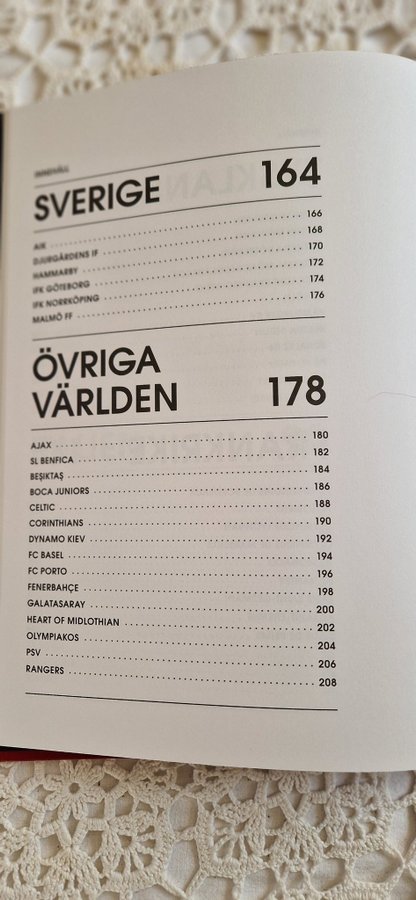 INNEHÅLL
SVERIGE 164
AIK 166
DJURGÅRDENS IF 168
HAMMARBY 170
IFK GÖTEBORG 172
IFK NORRKÖPING 174
MALMÖ FF 176
ÖVRIGA
VÄRLDEN 178
AJAX 180
SL BENFICA 182
BEŞIKTAŞ 184
BOCA JUNIORS 186
CELTIC 188
CORINTHIANS 190
DYNAMO KIEV 192
FC BASEL 194
FC PORTO 196
FENERBAHÇE 198
GALATASARAY 200
HEART OF MIDLOTHIAN 202
OLYMPIAKOS 204
PSV 206
RANGERS 208